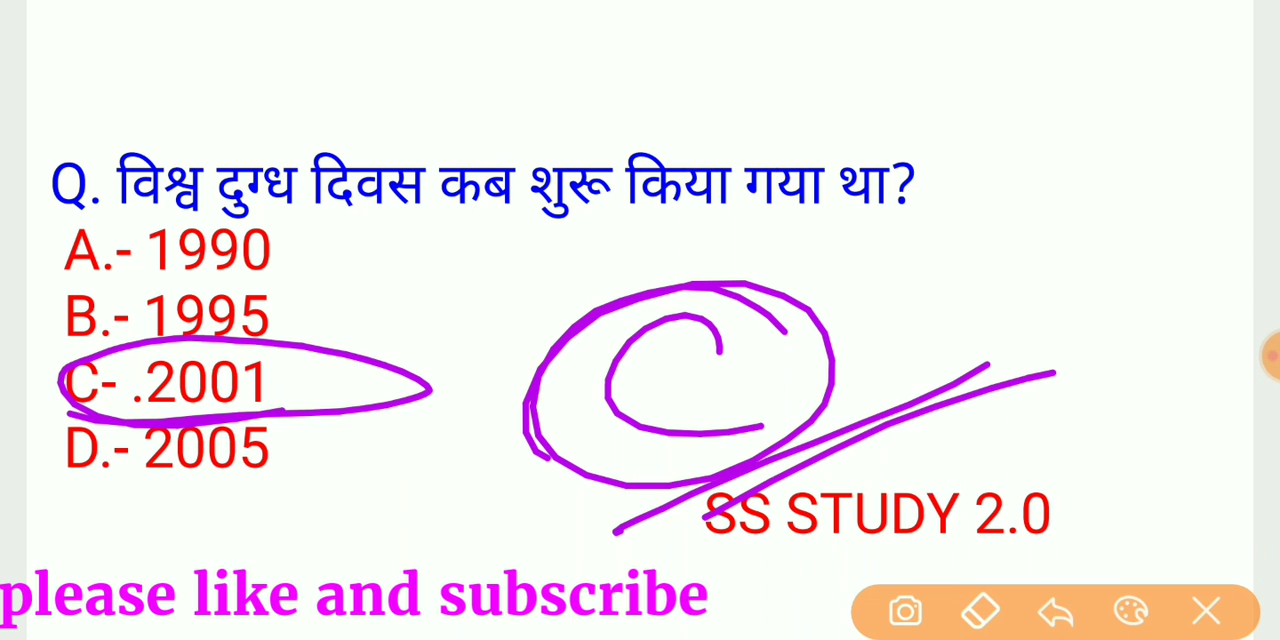 Q. विश्व दुग्ध दिवस कब शुरू किया गया था?
A.- 1990
B.- 1995
C- .2001
D.- 2005
C
SS STUDY 2.0
please like and subscribe